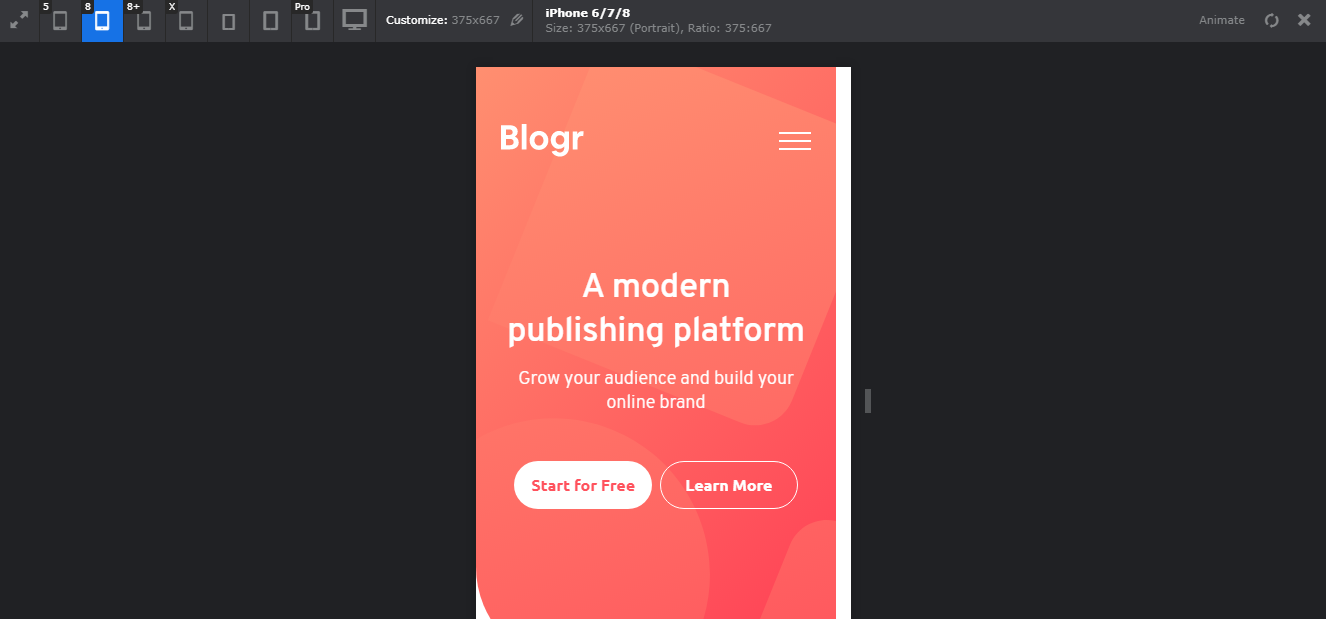 5
8
8+
X
Pro
Customize: 375x667
iPhone 6/7/8
Size: 375x667 (Portrait), Ratio: 375:667
Animate
Blogr
A modern
publishing platform
Grow your audience and build your
online brand
Start for Free
Learn More